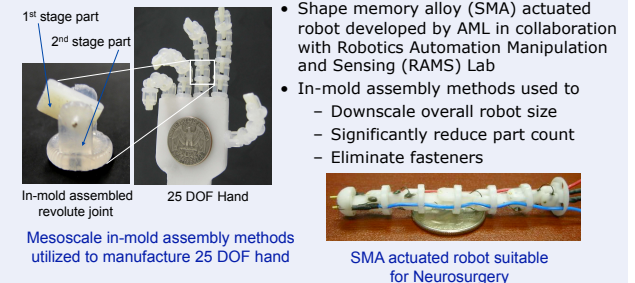 1st stage part
2nd stage part
In-mold assembled
revolute joint
25 DOF Hand
Mesoscale in-mold assembly methods
utilized to manufacture 25 DOF hand
• Shape memory alloy (SMA) actuated
robot developed by AML in collaboration
with Robotics Automation Manipulation
and Sensing (RAMS) Lab
• In-mold assembly methods used to
– Downscale overall robot size
– Significantly reduce part count
– Eliminate fasteners
SMA actuated robot suitable
for Neurosurgery